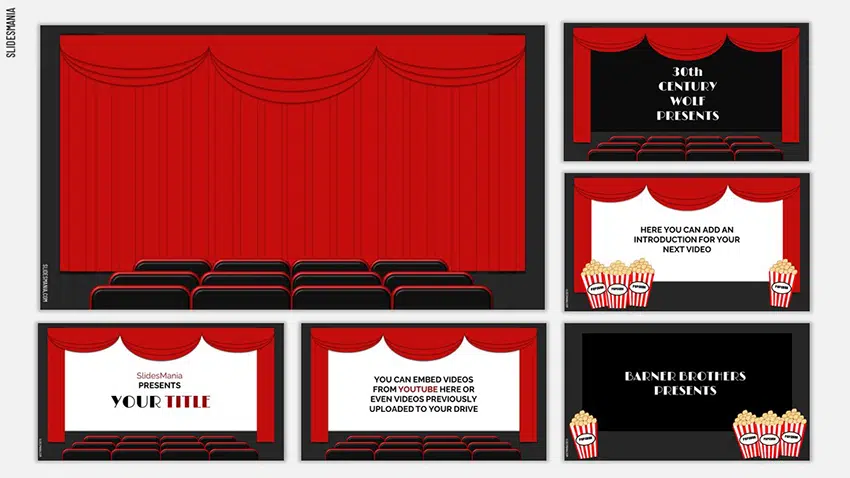 SLIDESMANIA
SLIDESMANIA.COM
30th
CENTURY
WOLF
PRESENTS
HERE YOU CAN ADD AN
INTRODUCTION FOR YOUR
NEXT VIDEO
POPCORN
POPCORN
POPCORN
POPCORN
SlidesMania
PRESENTS
YOUR TITLE
YOU CAN EMBED VIDEOS
FROM YOUTUBE HERE OR
EVEN VIDEOS PREVIOUSLY
UPLOADED TO YOUR DRIVE
BARNER BROTHERS
PRESENTS
POPCORN
POPCORN
POPCORN
POPCORN